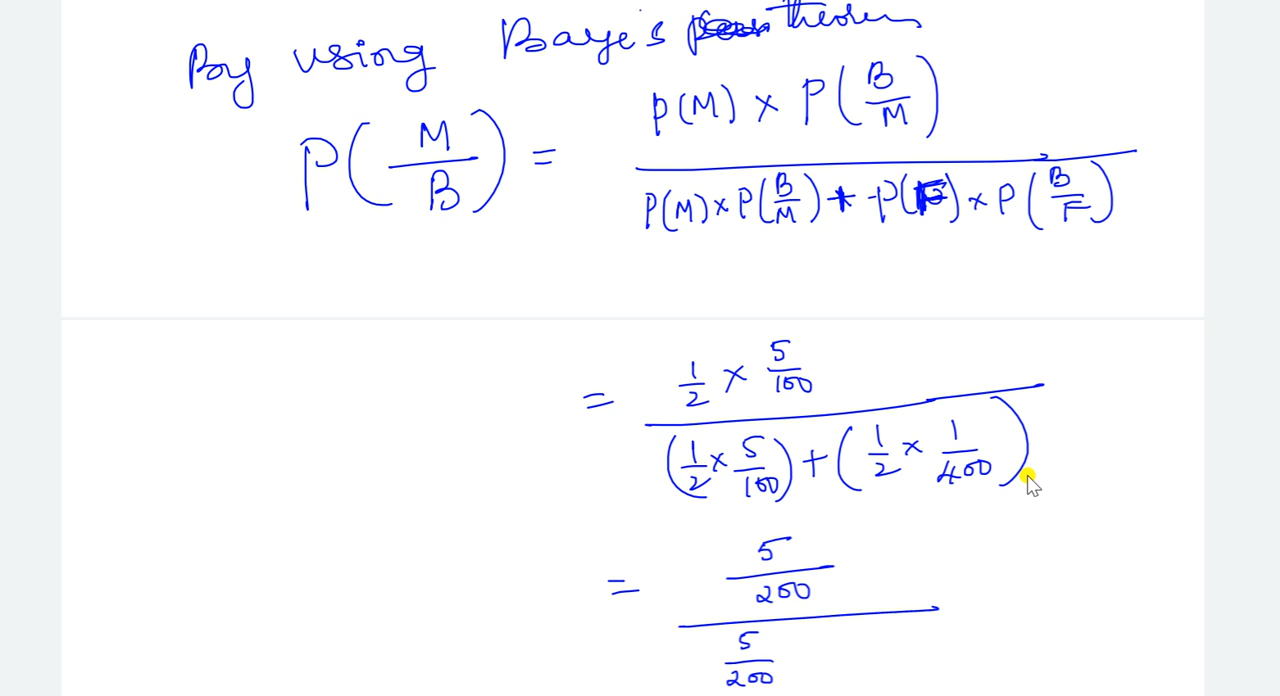 By using Baye's theorem
P(M/B) = P(M) × P(B/M) / P(M) × P(B/M) + P(F) × P(B/F)
= 1/2 × 5/100 / (1/2 × 5/100) + (1/2 × 1/400)
= 5/200 / 5/200